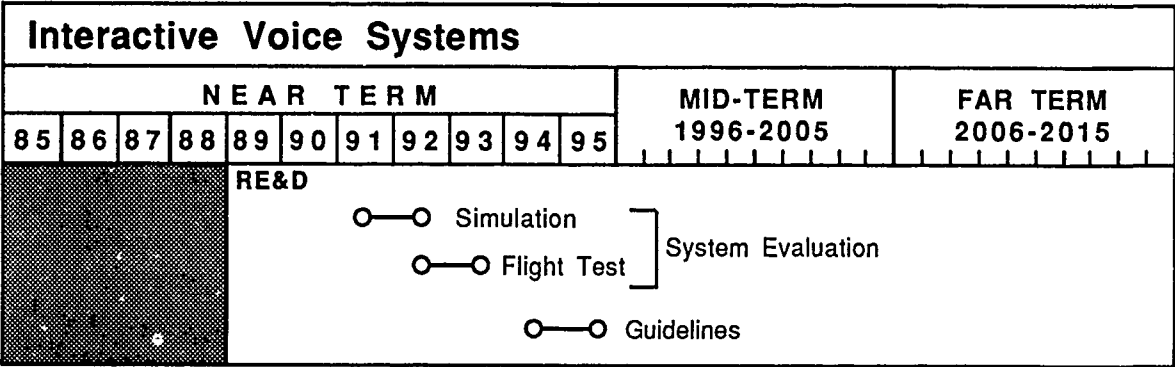 Interactive Voice Systems
NEAR TERM
MID-TERM
1996-2005
FAR TERM
2006-2015
85 86 87 88 89 90 91 92 93 94 95
RE&D
Simulation
Flight Test
System Evaluation
Guidelines